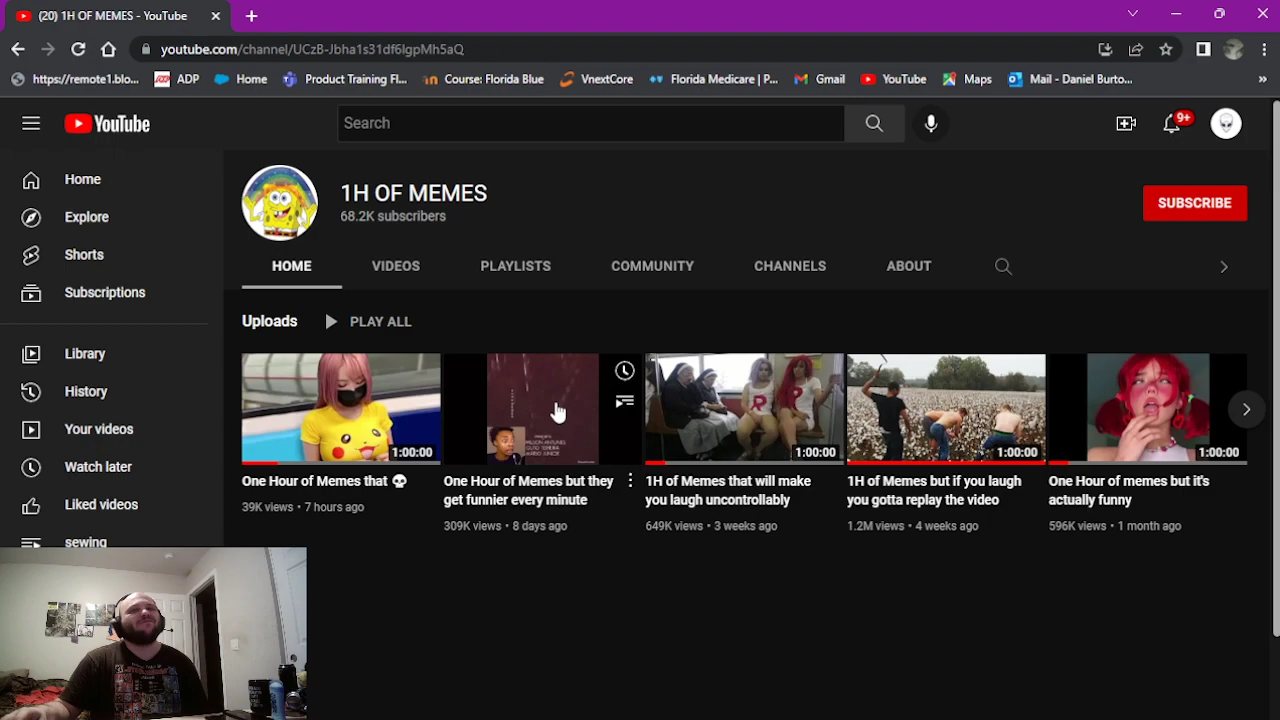 (20) 1H OF MEMES - YouTube
youtube.com/channel/UCzB-Jbha1s31df6lgpMh5aQ
https://remote1.blo...
ADP
Home
Product Training Fl...
Course: Florida Blue
VnextCore
Florida Medicare | P...
Gmail
YouTube
Maps
Mail - Daniel Burto...
YouTube
Search
9+
Home
Explore
Shorts
Subscriptions
Library
History
Your videos
Watch later
Liked videos
sewing
1H OF MEMES
68.2K subscribers
SUBSCRIBE
HOME
VIDEOS
PLAYLISTS
COMMUNITY
CHANNELS
ABOUT
Uploads
PLAY ALL
1:00:00
One Hour of Memes that 💀
39K views • 7 hours ago
One Hour of Memes but they
get funnier every minute
309K views • 8 days ago
R R
1:00:00
1H of Memes that will make
you laugh uncontrollably
649K views • 3 weeks ago
1:00:00
1H of Memes but if you laugh
you gotta replay the video
1.2M views • 4 weeks ago
1:00:00
One Hour of memes but it's
actually funny
596K views • 1 month ago